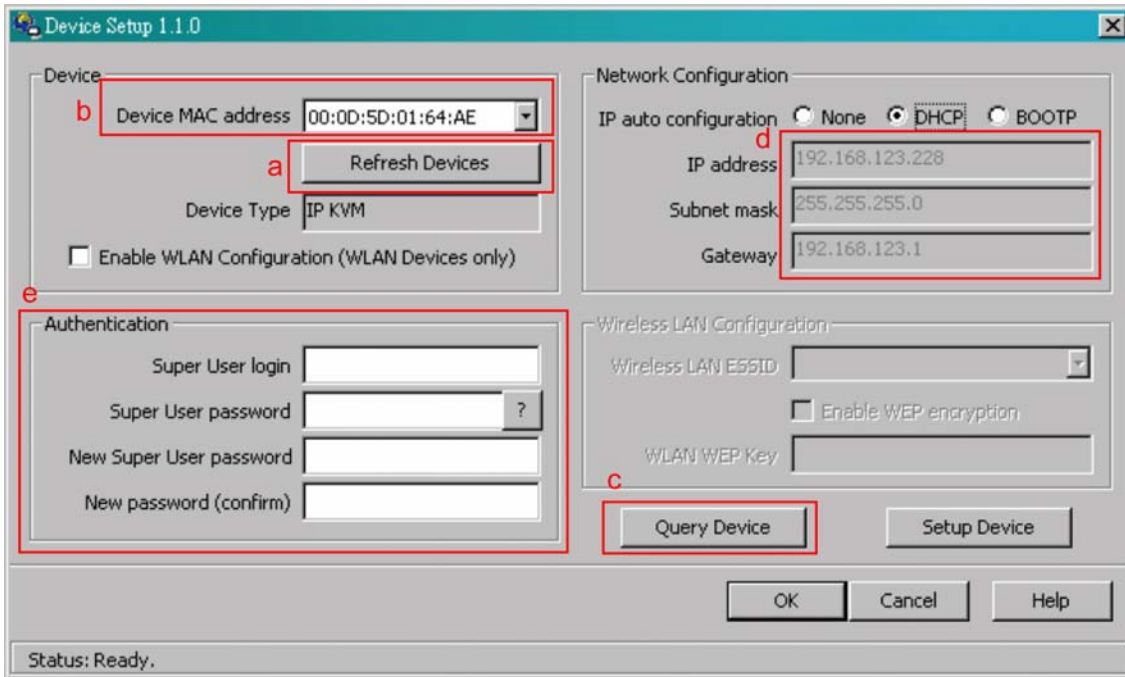 Device Setup 1.1.0
Device
b
Device MAC address 00:0D:5D:01:64:AE
a
Refresh Devices
Device Type IP KVM
Enable WLAN Configuration (WLAN Devices only)
Network Configuration
IP auto configuration None DHCP BOOTP
d
IP address 192.168.123.228
Subnet mask 255.255.255.0
Gateway 192.168.123.1
e
Authentication
Super User login
Super User password ?
New Super User password
New password (confirm)
Wireless LAN Configuration
Wireless LAN ESSID
Enable WEP encryption
WLAN WEP Key
c
Query Device Setup Device
OK Cancel Help
Status: Ready.